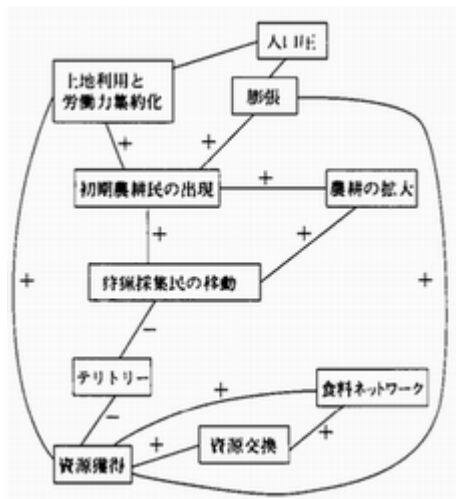 人口圧
土地利用と
労働力集約化
膨張
+
+
初期農耕民の出現
+
農耕の拡大
+
+
+
+
狩猟採集民の移動
−
テリトリー
−
+
食料ネットワーク
+
資源交換
+
資源獲得